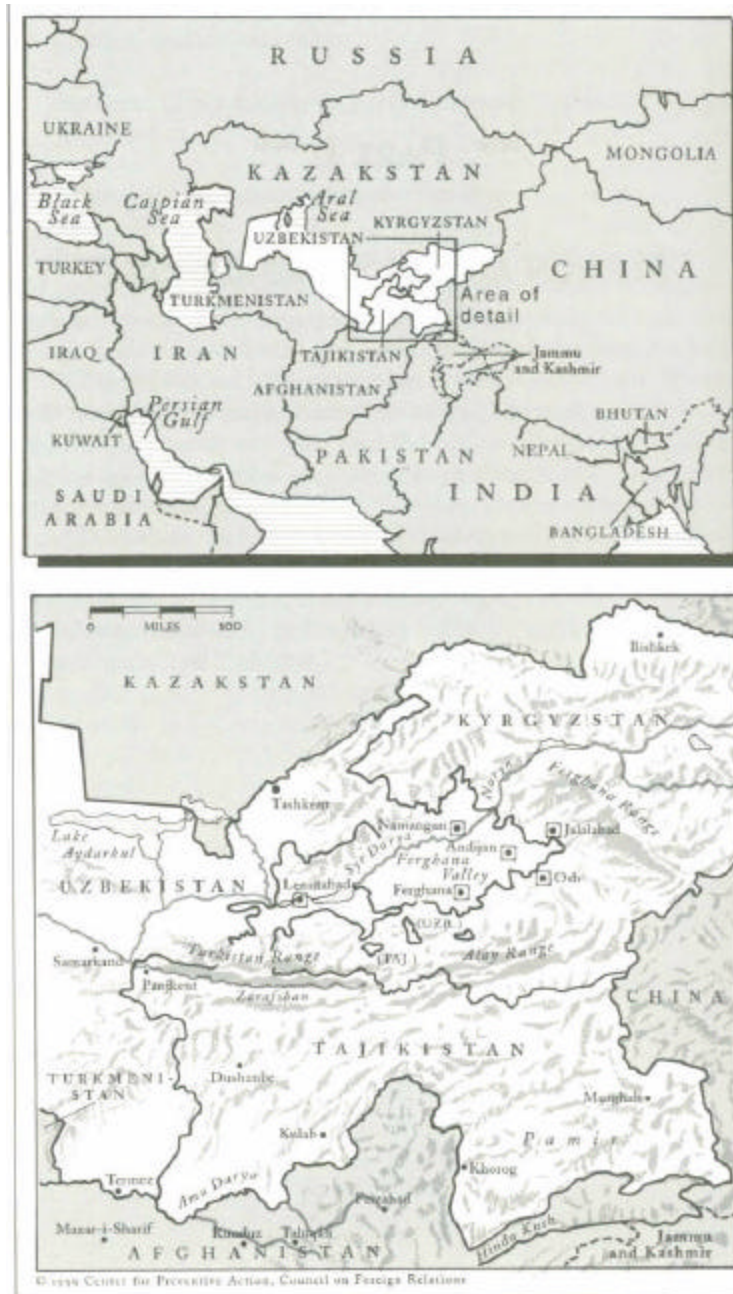 RUSSIA
UKRAINE
MONGOLIA
KAZAKSTAN
Black
Sea
Caspian
Sea
Aral
Sea
KYRGYZSTAN
UZBEKISTAN
CHINA
TURKEY
TURKMENISTAN
Area of
detail
IRAQ
IRAN
TAJIKISTAN
Jammu
and Kashmir
AFGHANISTAN
Persian
Gulf
BHUTAN
KUWAIT
PAKISTAN
NEPAL
SAUDI
ARABIA
INDIA
BANGLADESH
0 MILES 100
Bishkek
KAZAKSTAN
KYRGYZSTAN
Naryn
Ferghana Range
Tashkent
Namangan
Jalalabad
Lake
Aydarkul
Syr Darya
Andijan
Ferghana
Valley
UZBEKISTAN
Osh
Ferghana
(UZB.)
Samarkand
Turkistan Range
(TAJ.)
Alay Range
Panjkent
Zarafshan
CHINA
TAJIKISTAN
TURKMENI-
STAN
Dushanbe
Murghab
Kulab
Pamir
Khorog
Termez
Amu Darya
Faizabad
Mazar-i-Sharif
Kunduz
Taluqan
Hindu Kush
Jammu
and Kashmir
AFGHANISTAN
© 1999 Center for Preventive Action, Council on Foreign Relations